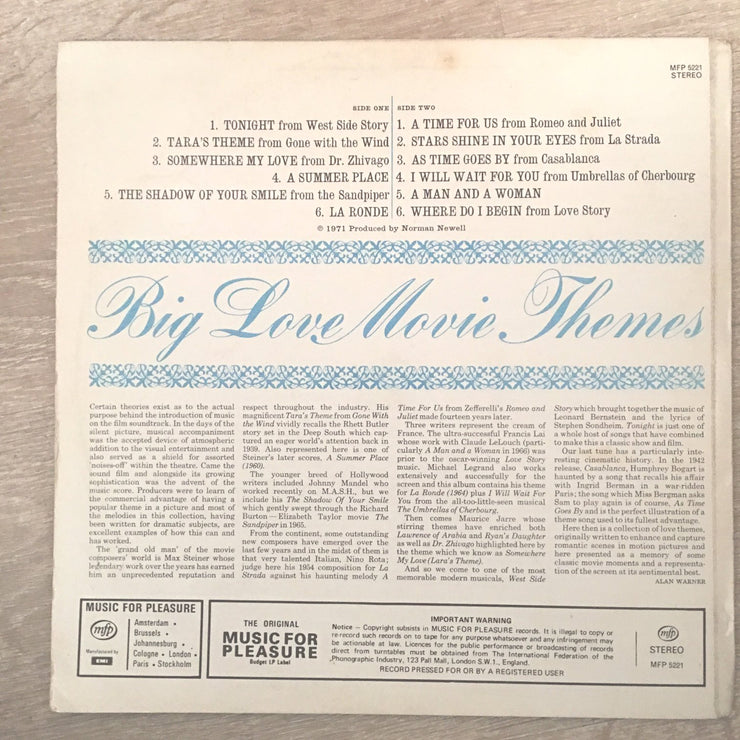 MFP 5221
STEREO
SIDE ONE
1. TONIGHT from West Side Story
2. TARA'S THEME from Gone with the Wind
3. SOMEWHERE MY LOVE from Dr. Zhivago
4. A SUMMER PLACE
5. THE SHADOW OF YOUR SMILE from the Sandpiper
6. LA RONDE
SIDE TWO
1. A TIME FOR US from Romeo and Juliet
2. STARS SHINE IN YOUR EYES from La Strada
3. AS TIME GOES BY from Casablanca
4. I WILL WAIT FOR YOU from Umbrellas of Cherbourg
5. A MAN AND A WOMAN
6. WHERE DO I BEGIN from Love Story
℗ 1971 Produced by Norman Newell
Big Love Movie Themes
Certain theories exist as to the actual
purpose behind the introduction of music
on the film soundtrack. In the days of the
silent picture, musical accompaniment
was the accepted device of atmospheric
addition to the visual entertainment and
also served as a shield for assorted
'noises-off' within the theatre. Came the
sound film and alongside its growing
sophistication was the advent of the
music score. Producers were to learn of
the commercial advantage of having a
popular theme in a picture and most of
the melodies in this collection, having
been written for dramatic subjects, are
excellent examples of how this can and
has worked.
The 'grand old man' of the movie
composers' world is Max Steiner whose
legendary work over the years has earned
him an unprecedented reputation and
respect throughout the industry. His
magnificent Tara's Theme from Gone With
the Wind vividly recalls the Rhett Butler
story set in the Deep South which cap-
tured an eager world's attention back in
1939. Also represented here is one of
Steiner's later scores, A Summer Place
(1960).
The younger breed of Hollywood
writers included Johnny Mandel who
worked recently on M.A.S.H., but we
include his The Shadow Of Your Smile
which gently swept through the Richard
Burton—Elizabeth Taylor movie The
Sandpiper in 1965.
From the continent, some outstanding
new composers have emerged over the
last few years and in the midst of them is
that very talented Italian, Nino Rota;
judge here his 1954 composition for La
Strada against his haunting melody A
Time For Us from Zefferelli's Romeo and
Juliet made fourteen years later.
Three writers represent the cream of
France. The ultra-successful Francis Lai
whose work with Claude LeLouch (parti-
cularly A Man and a Woman in 1966) was
prior to the oscar-winning Love Story
score and this album contains his theme
music. Michael Legrand also works
extensively and successfully for the
screen and this album contains his theme
for La Ronde (1964) plus I Will Wait For
You from the all-too-little-seen musical
The Umbrellas of Cherbourg.
Then comes Maurice Jarre, whose
stirring themes have enriched both
Lawrence of Arabia and Ryan's Daughter
as well as Dr. Zhivago highlighted here by
the theme which we know as Somewhere
My Love (Lara's Theme).
And so we come to one of the most
memorable modern musicals, West Side
Story which brought together the music of
Leonard Bernstein and the lyrics of
Stephen Sondheim. Tonight is just one of
a whole host of songs that have combined
to make this a classic show and film.
Our last tune has a particularly inte-
resting cinematic history. In the 1942
release, Casablanca, Humphrey Bogart is
haunted by a song that recalls his affair
with Ingrid Berman in a war-ridden
Paris; the song which Miss Bergman asks
Sam to play again is of course, As Time
Goes By and is the perfect illustration of a
theme song used to its fullest advantage.
Here then is a collection of love themes,
originally written to enhance and capture
romantic scenes in motion pictures and
here presented as a memory of some
classic movie moments and a representa-
tion of the screen at its sentimental best.
ALAN WARNER
MUSIC FOR PLEASURE
mfp
Manufactured by
EMI
Amsterdam •
Brussels •
Johannesburg •
Cologne • London •
Paris • Stockholm
THE ORIGINAL
MUSIC FOR
PLEASURE
Budget LP Label
IMPORTANT WARNING
Notice – Copyright subsists in MUSIC FOR PLEASURE records. It is illegal to copy or
re-record such records on to tape for any purpose whatsoever and any infringement may
be actionable at law. Licences for the public performance or broadcasting of records
direct from turntables must be obtained from The International Federation of the
Phonographic Industry, 123 Pall Mall, London S.W.1., England.
RECORD PRESSED FOR OR BY A REGISTERED USER
mfp
STEREO
MFP 5221